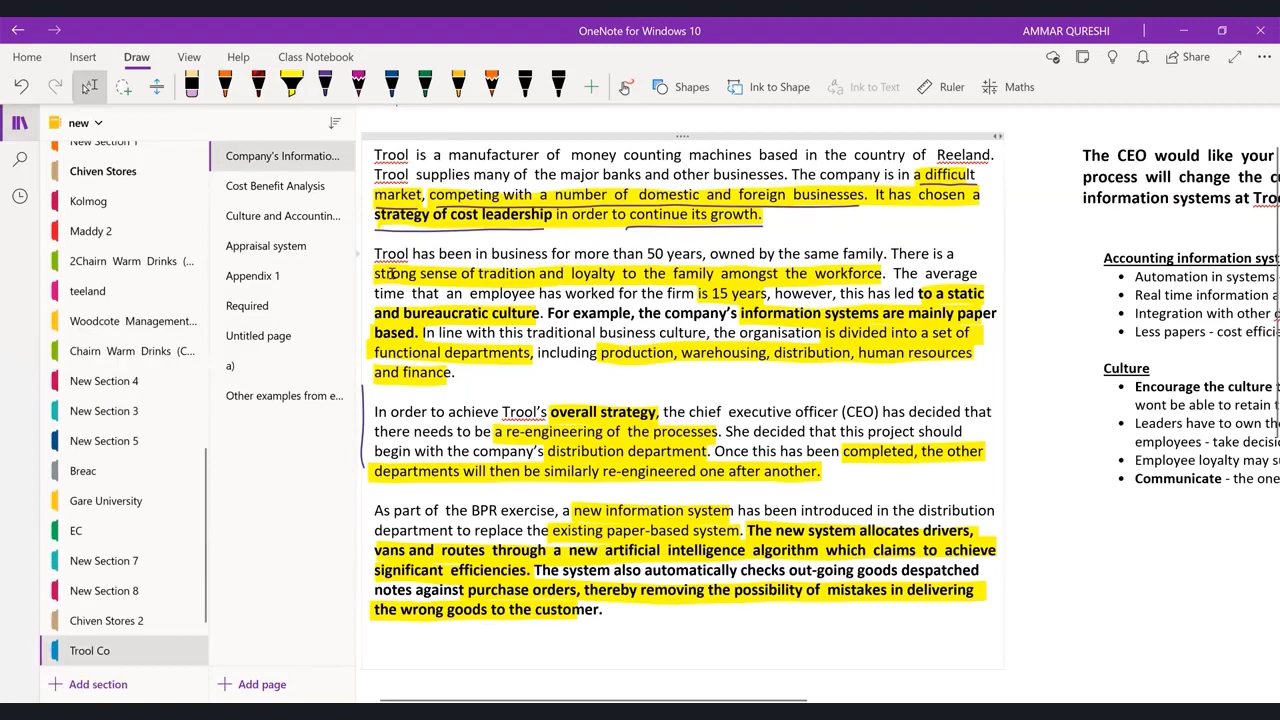 OneNote for Windows 10
AMMAR QURESHI
Home Insert Draw View Help Class Notebook
Share
Shapes Ink to Shape Ink to Text Ruler Maths
new
New Section 1
Chiven Stores
Kolmog
Maddy 2
2Chairn Warm Drinks (...
teeland
Woodcote Management...
Chairn Warm Drinks (C...
New Section 4
New Section 3
New Section 5
Breac
Gare University
EC
New Section 7
New Section 8
Chiven Stores 2
Trool Co
Add section
Company's Informatio...
Cost Benefit Analysis
Culture and Accountin...
Appraisal system
Appendix 1
Required
Untitled page
a)
Other examples from e...
Add page
Trool is a manufacturer of money counting machines based in the country of Reeland.
Trool supplies many of the major banks and other businesses. The company is in a difficult
market, competing with a number of domestic and foreign businesses. It has chosen a
strategy of cost leadership in order to continue its growth.
Trool has been in business for more than 50 years, owned by the same family. There is a
strong sense of tradition and loyalty to the family amongst the workforce. The average
time that an employee has worked for the firm is 15 years, however, this has led to a static
and bureaucratic culture. For example, the company's information systems are mainly paper
based. In line with this traditional business culture, the organisation is divided into a set of
functional departments, including production, warehousing, distribution, human resources
and finance.
In order to achieve Trool's overall strategy, the chief executive officer (CEO) has decided that
there needs to be a re-engineering of the processes. She decided that this project should
begin with the company's distribution department. Once this has been completed, the other
departments will then be similarly re-engineered one after another.
As part of the BPR exercise, a new information system has been introduced in the distribution
department to replace the existing paper-based system. The new system allocates drivers,
vans and routes through a new artificial intelligence algorithm which claims to achieve
significant efficiencies. The system also automatically checks out-going goods despatched
notes against purchase orders, thereby removing the possibility of mistakes in delivering
the wrong goods to the customer.
The CEO would like your
process will change the c
information systems at Troo
Accounting information syst
• Automation in systems
• Real time information a
• Integration with other
• Less papers - cost effici
Culture
• Encourage the culture
wont be able to retain t
• Leaders have to own the
employees - take decisi
• Employee loyalty may su
• Communicate - the one